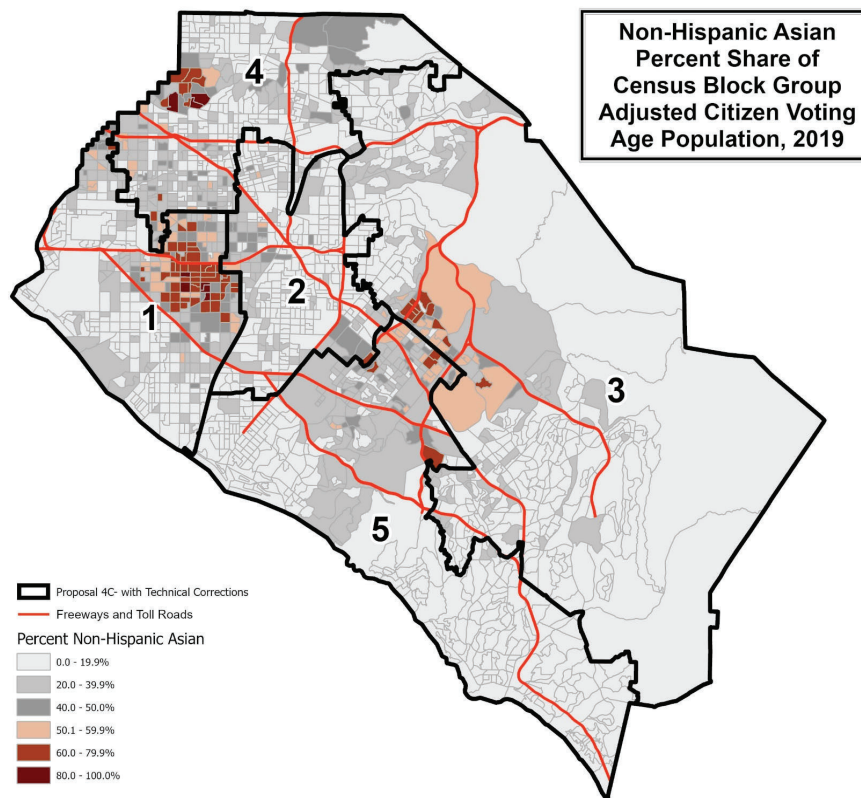 Non-Hispanic Asian
Percent Share of
Census Block Group
Adjusted Citizen Voting
Age Population, 2019
4
2
1
3
5
Proposal 4C- with Technical Corrections
Freeways and Toll Roads
Percent Non-Hispanic Asian
0.0 - 19.9%
20.0 - 39.9%
40.0 - 50.0%
50.1 - 59.9%
60.0 - 79.9%
80.0 - 100.0%